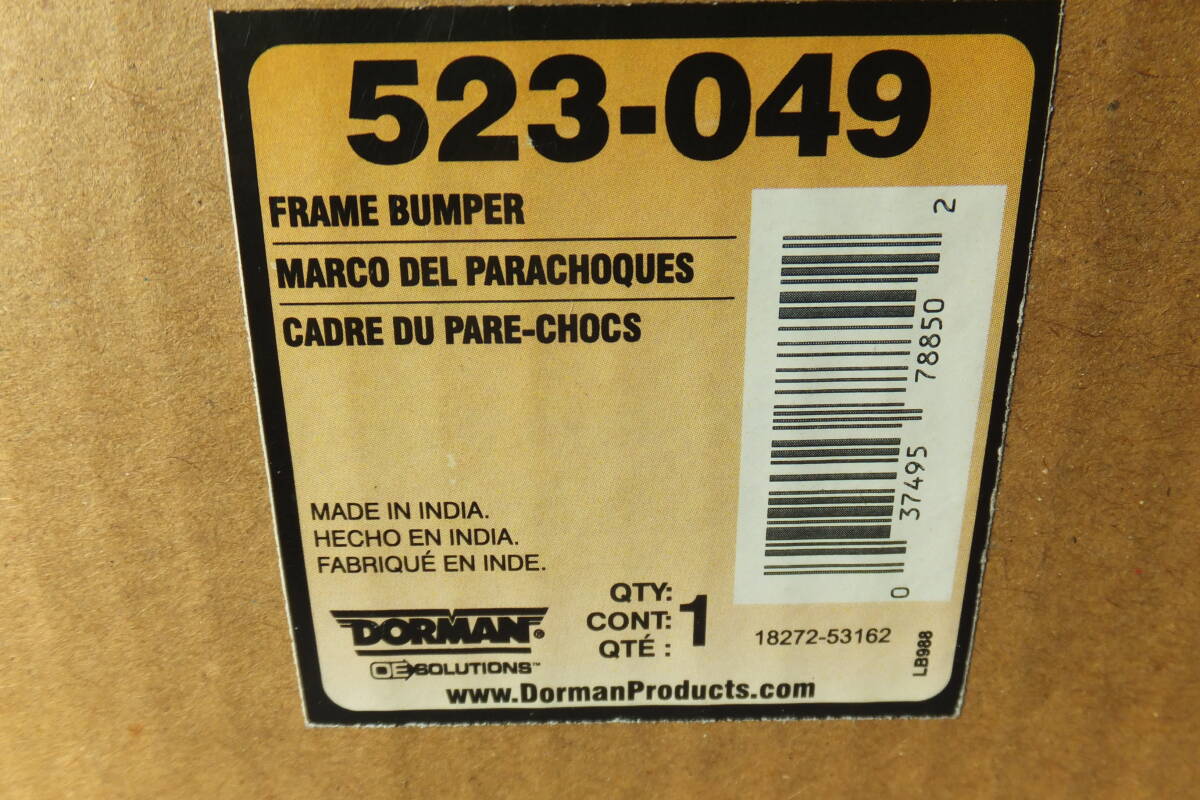 523-049
FRAME BUMPER
MARCO DEL PARACHOQUES
CADRE DU PARE-CHOCS
0 37495 78850 2
MADE IN INDIA.
HECHO EN INDIA.
FABRIQUÉ EN INDE.
DORMAN®
OE SOLUTIONS™
QTY:
CONT: 1
QTÉ :
18272-53162
LB988
www.DormanProducts.com